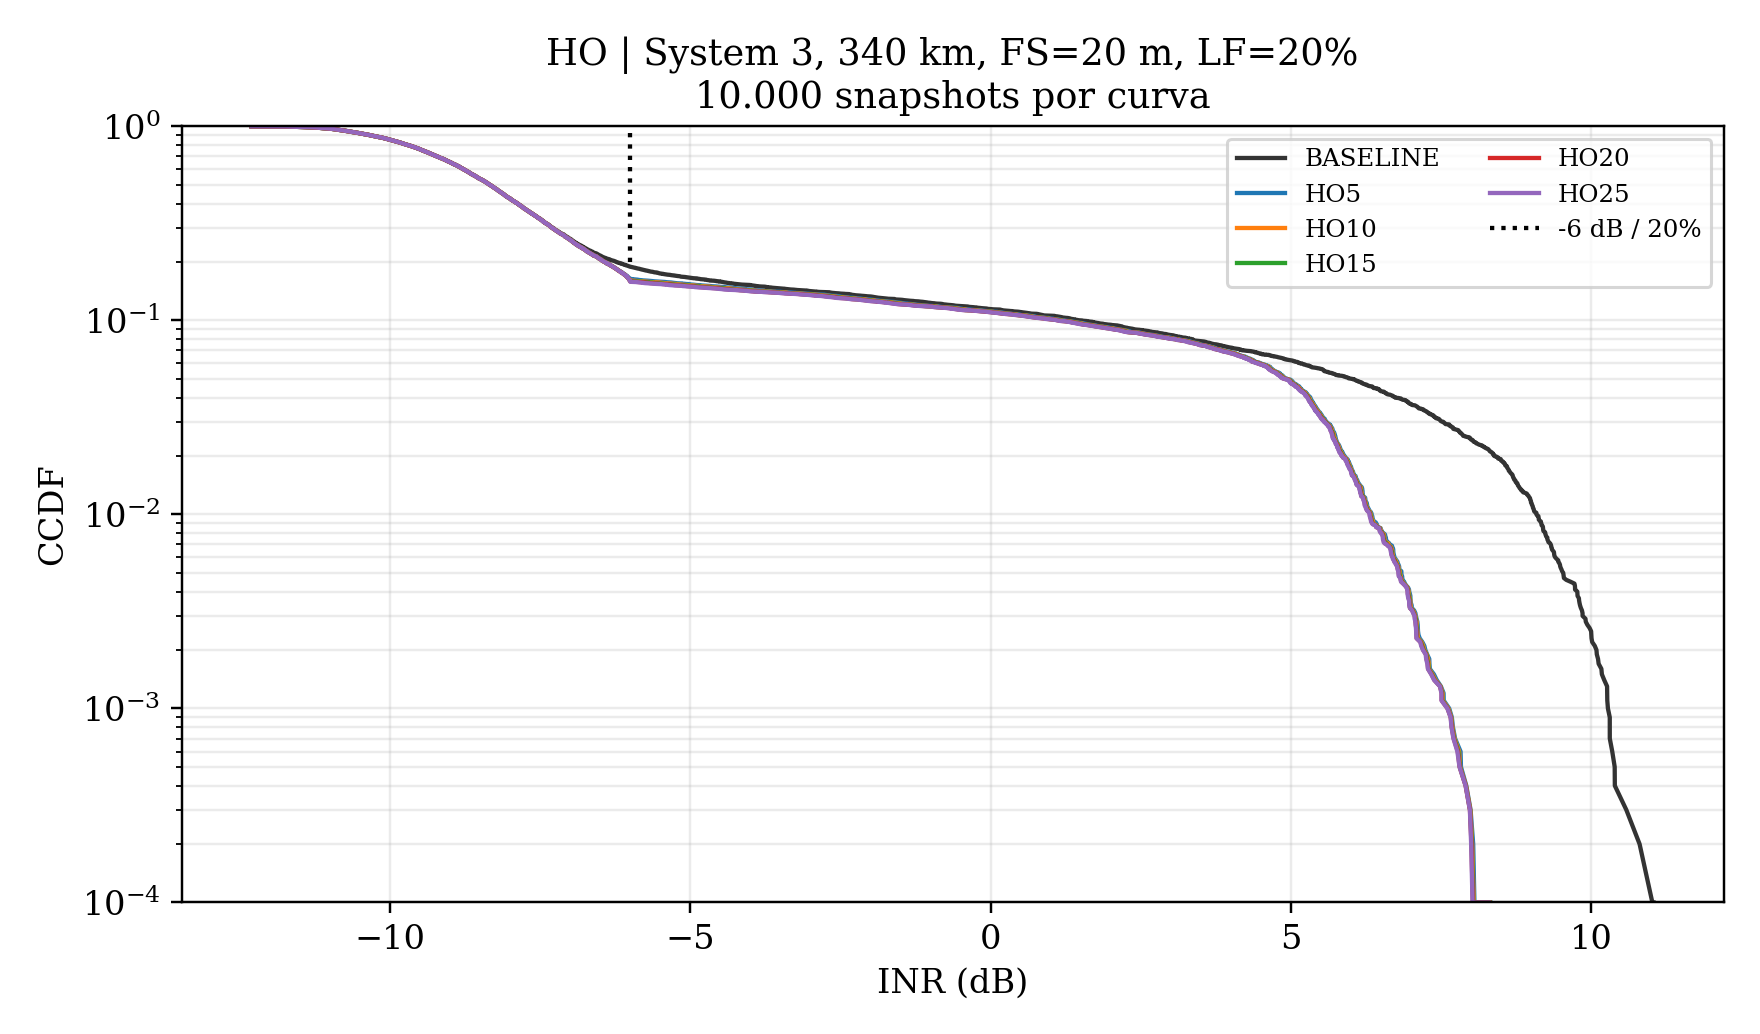 HO | System 3, 340 km, FS=20 m, LF=20%
10.000 snapshots por curva
10⁰
10⁻¹
10⁻²
10⁻³
10⁻⁴
CCDF
BASELINE
HO5
HO10
HO15
HO20
HO25
-6 dB / 20%
−10
−5
0
5
10
INR (dB)